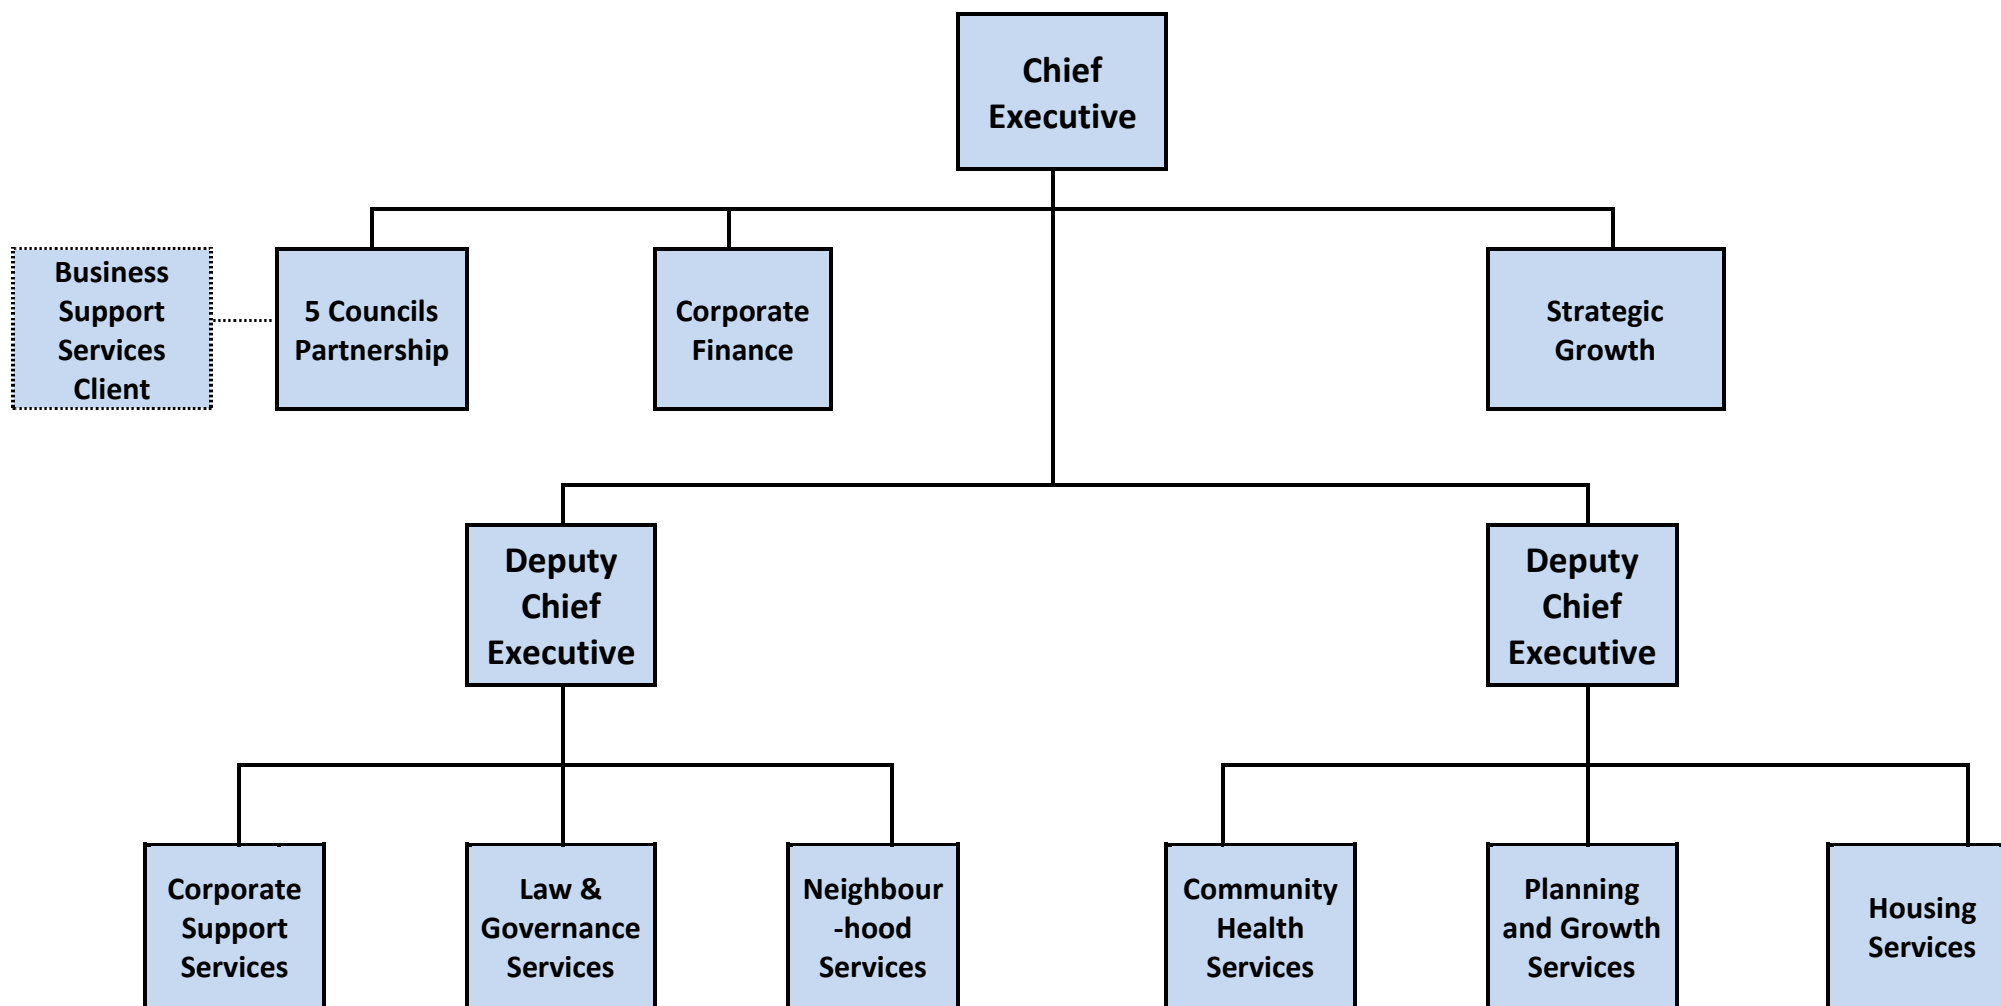 Chief
Executive
Business
Support
Services
Client
5 Councils
Partnership
Corporate
Finance
Strategic
Growth
Deputy
Chief
Executive
Deputy
Chief
Executive
Corporate
Support
Services
Law &
Governance
Services
Neighbour
-hood
Services
Community
Health
Services
Planning
and Growth
Services
Housing
Services